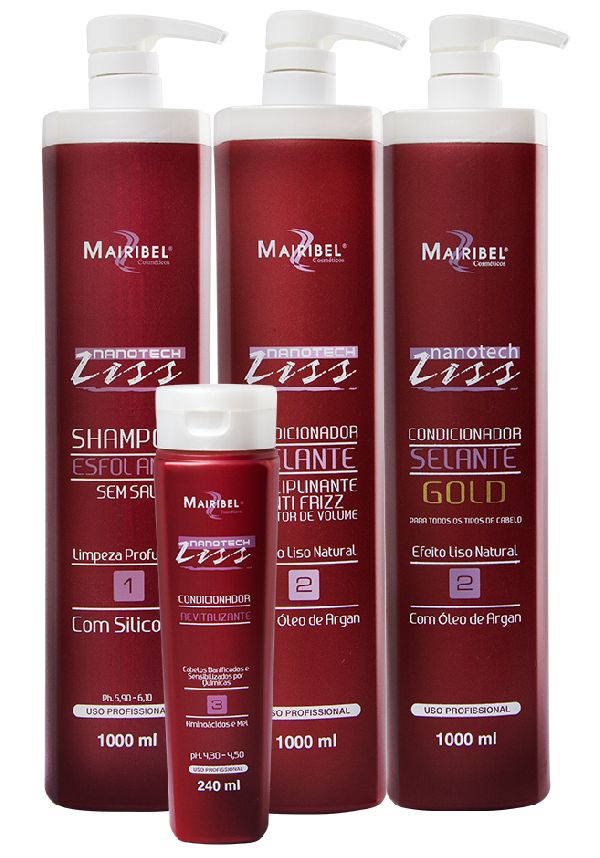 MAIRIBEL®
Cosméticos
NANOTECH
Liss
SHAMPO
ESFOLAN
SEM SAL
Limpeza Profu
1
Com Silico
Ph. 5,90 - 6,10
USO PROFISSIONAL
1000 ml
MAIRIBEL
Cosméticos
NANOTECH
Liss
CONDICIONADOR
REVITALIZANTE
Cabelos Danificados e
Sensibilizados por
Químicas
3
Aminoácidos e Mel
pH. 4,30 - 4,50
USO PROFISSIONAL
240 ml
MAIRIBEL®
Cosméticos
NANOTECH
Liss
NDICIONADOR
ELANTE
CIPLINANTE
NTI FRIZZ
TOR DE VOLUME
o Liso Natural
2
Óleo de Argan
SO PROFISSIONAL
1000 ml
MAIRIBEL®
Cosméticos
nanotech
Liss
CONDICIONADOR
SELANTE
GOLD
PARA TODOS OS TIPOS DE CABELO
Efeito Liso Natural
2
Com Óleo de Argan
USO PROFISSIONAL
1000 ml